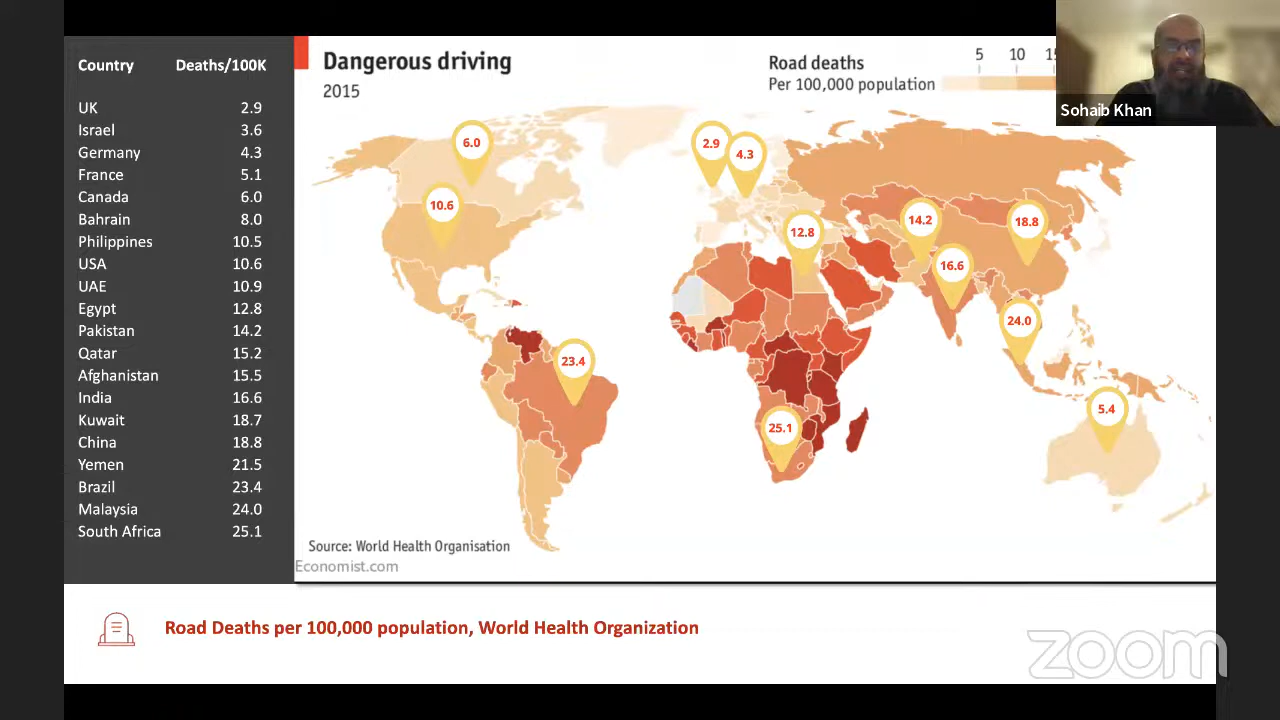 Country Deaths/100K
UK 2.9
Israel 3.6
Germany 4.3
France 5.1
Canada 6.0
Bahrain 8.0
Philippines 10.5
USA 10.6
UAE 10.9
Egypt 12.8
Pakistan 14.2
Qatar 15.2
Afghanistan 15.5
India 16.6
Kuwait 18.7
China 18.8
Yemen 21.5
Brazil 23.4
Malaysia 24.0
South Africa 25.1
Dangerous driving
2015
Road deaths
Per 100,000 population
5 10 15
Sohaib Khan
6.0
2.9
4.3
10.6
12.8
14.2
18.8
16.6
24.0
23.4
25.1
5.4
Source: World Health Organisation
Economist.com
Road Deaths per 100,000 population, World Health Organization
zoom